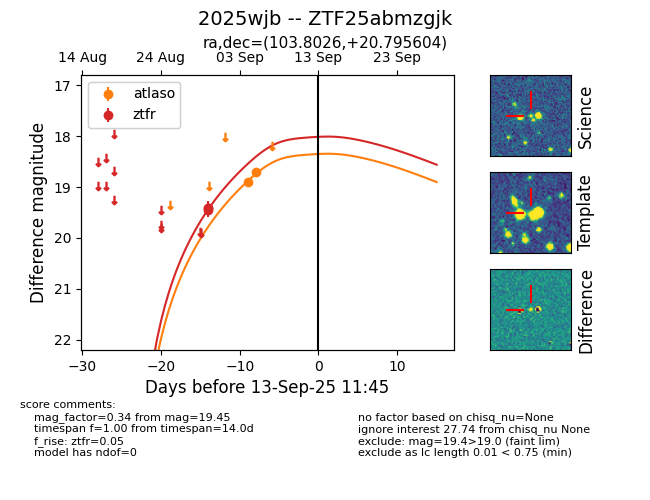 2025wjb -- ZTF25abmzgjk
ra,dec=(103.8026,+20.795604)
14 Aug 24 Aug 03 Sep 13 Sep 23 Sep
17
18
19
20
21
22
Difference magnitude
atlaso
ztfr
−30 −20 −10 0 10
Days before 13-Sep-25 11:45
Science
Template
Difference
score comments:
mag_factor=0.34 from mag=19.45
timespan f=1.00 from timespan=14.0d
f_rise: ztfr=0.05
model has ndof=0
no factor based on chisq_nu=None
ignore interest 27.74 from chisq_nu None
exclude: mag=19.4>19.0 (faint lim)
exclude as lc length 0.01 < 0.75 (min)